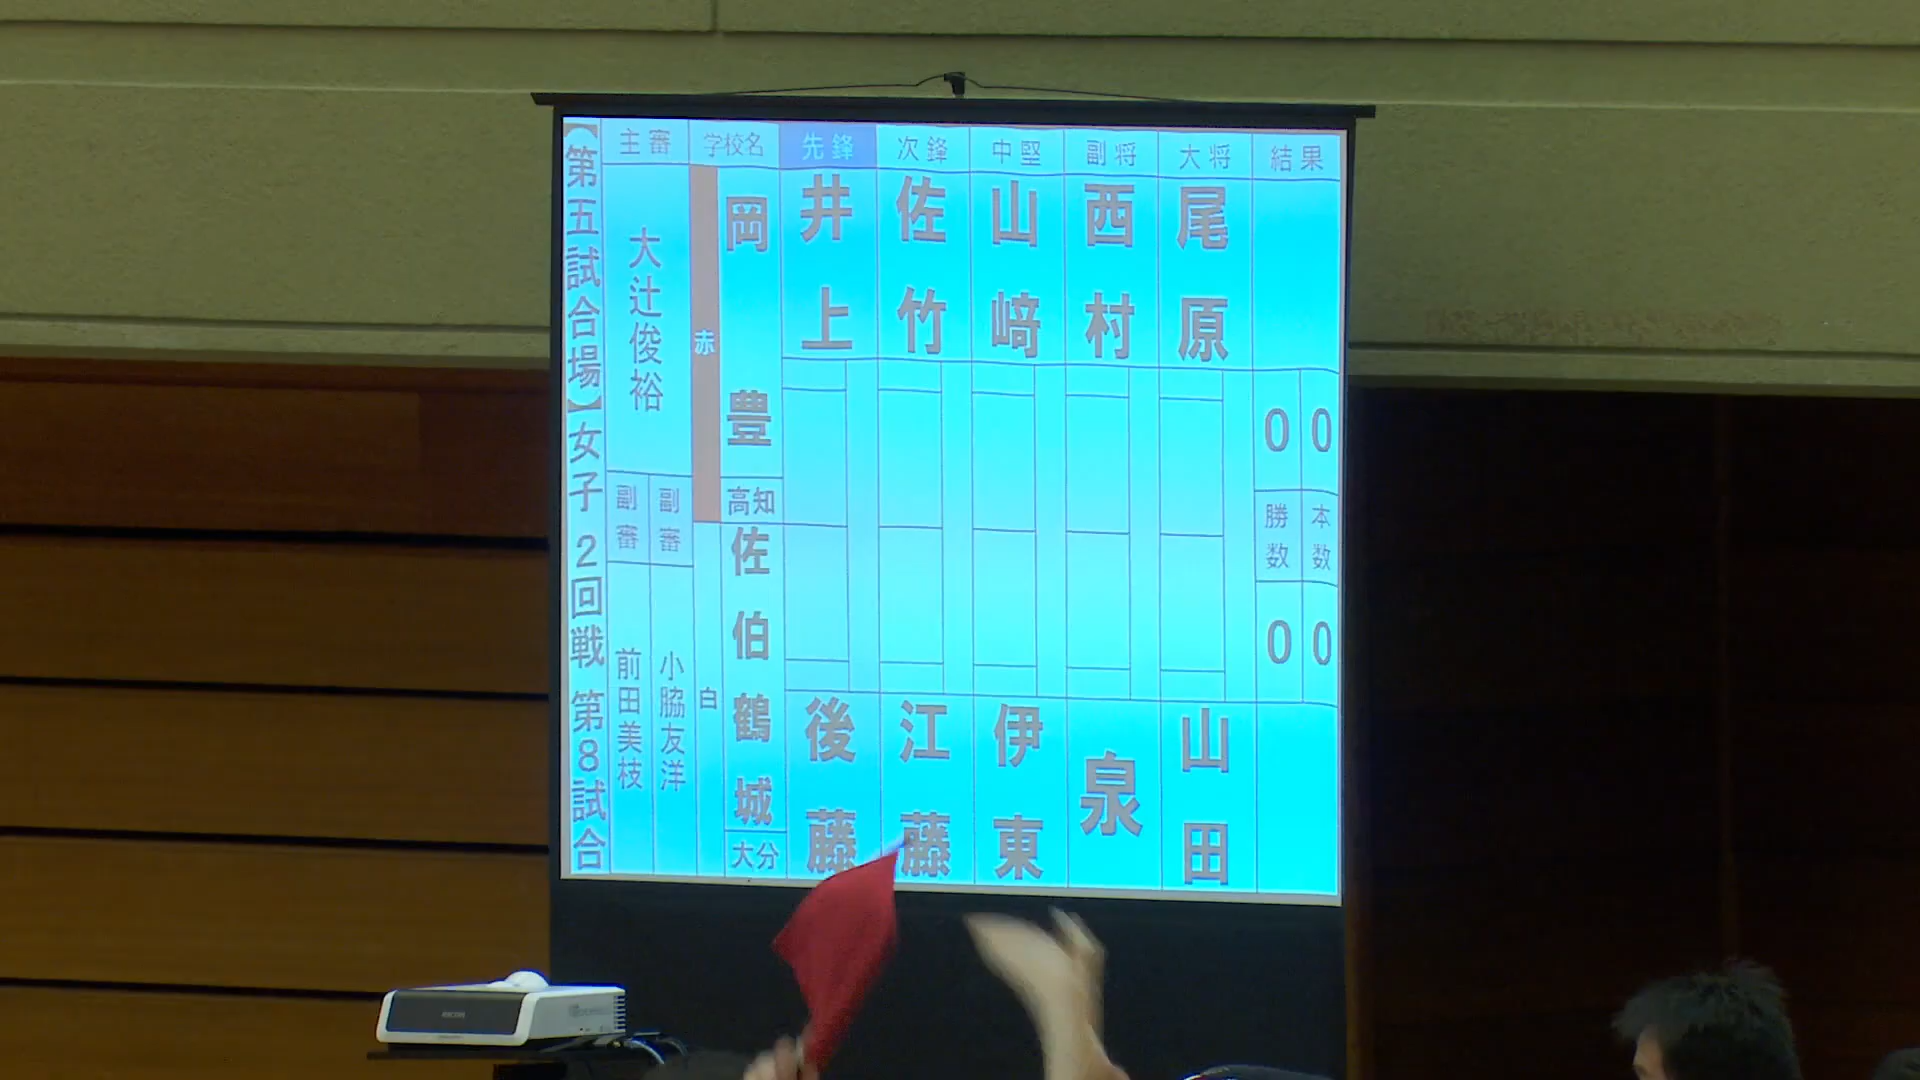 【第五試合場】女子 2回戦 第8試合
主審
大辻俊裕
副審
副審
前田美枝
小脇友洋
学校名
赤
岡豊
高知
白
佐伯鶴城
大分
先鋒
井上
後藤
次鋒
佐竹
江藤
中堅
山﨑
伊東
副将
西村
泉
大将
尾原
山田
結果
0 0
勝数 本数
0 0
RICOH